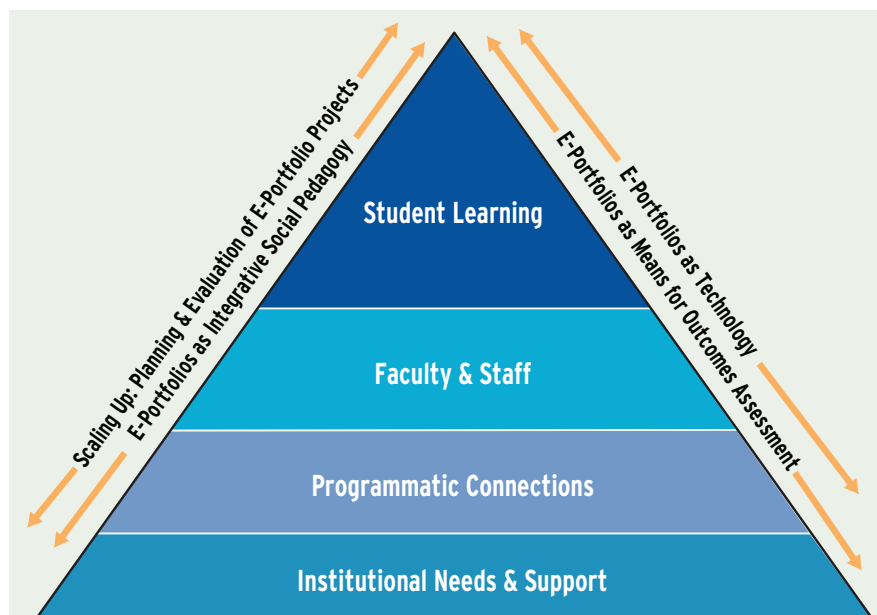 Scaling Up: Planning & Evaluation of E-Portfolio Projects
E-Portfolios as Integrative Social Pedagogy
E-Portfolios as Technology
E-Portfolios as Means for Outcomes Assessment
Student Learning
Faculty & Staff
Programmatic Connections
Institutional Needs & Support